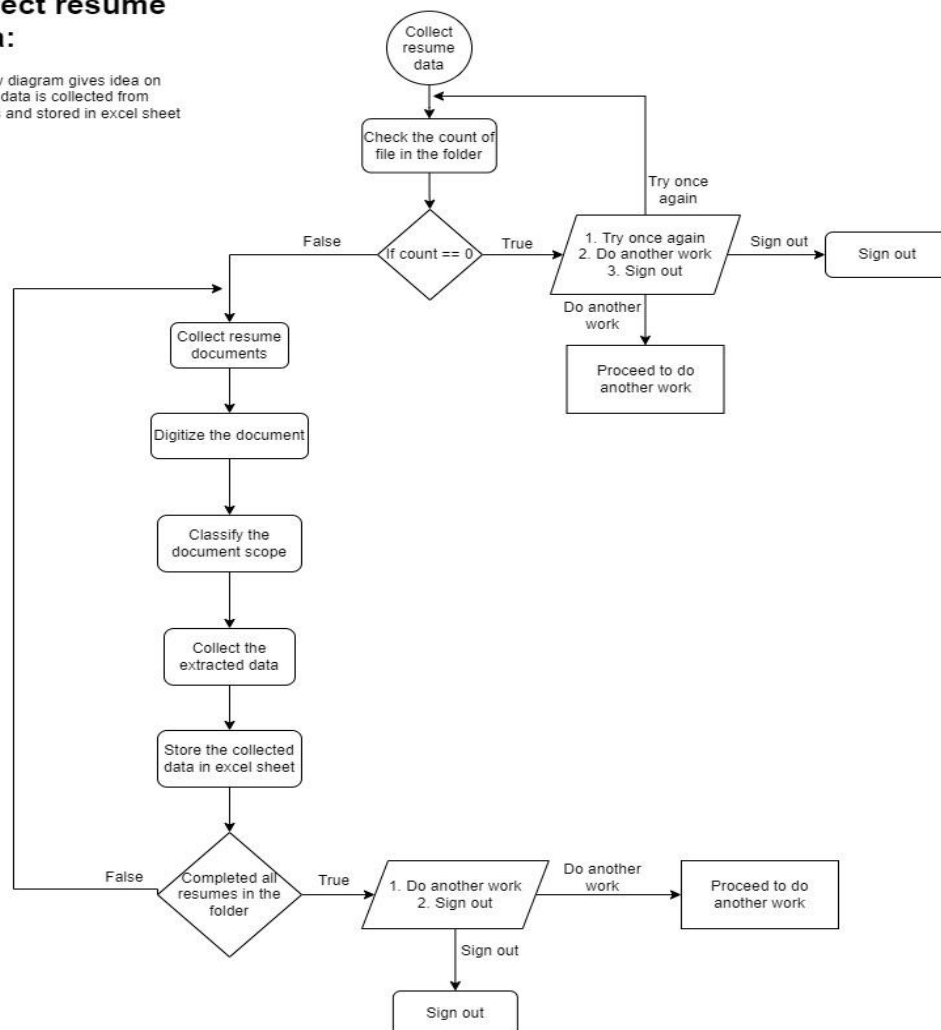 ect resume
a:
diagram gives idea on
data is collected from
and stored in excel sheet
Collect
resume
data
Check the count of
file in the folder
Try once
again
If count == 0
False
True
1. Try once again
2. Do another work
3. Sign out
Sign out
Sign out
Do another
work
Proceed to do
another work
Collect resume
documents
Digitize the document
Classify the
document scope
Collect the
extracted data
Store the collected
data in excel sheet
Completed all
resumes in the
folder
False
True
1. Do another work
2. Sign out
Do another
work
Proceed to do
another work
Sign out
Sign out